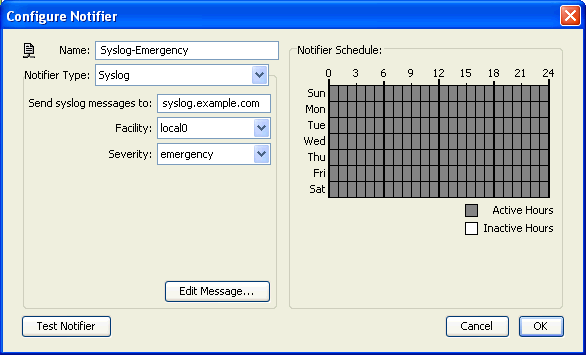 Configure Notifier
Name: Syslog-Emergency
Notifier Type: Syslog
Send syslog messages to: syslog.example.com
Facility: local0
Severity: emergency
Edit Message...
Notifier Schedule:
0 3 6 9 12 15 18 21 24
Sun
Mon
Tue
Wed
Thu
Fri
Sat
Active Hours
Inactive Hours
Test Notifier
Cancel
OK